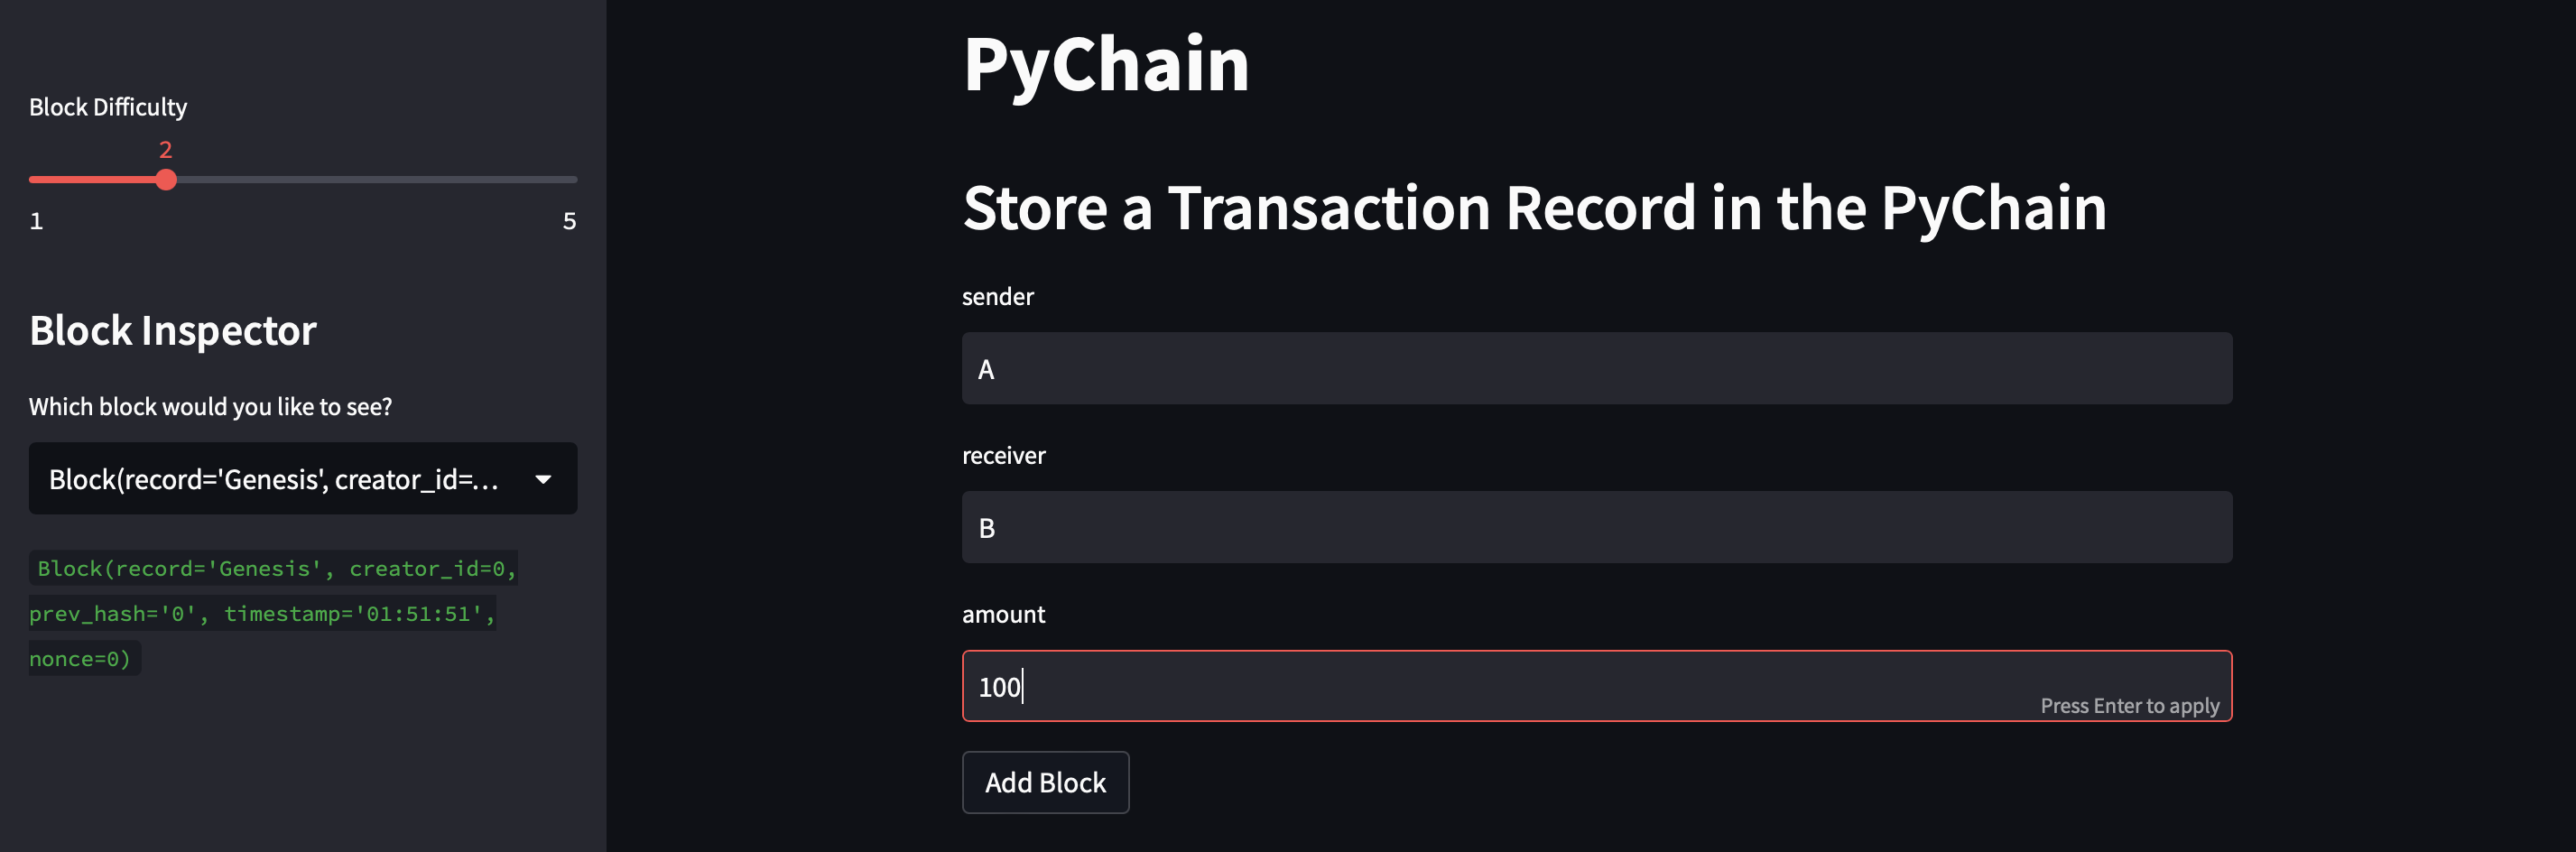 Block Difficulty
2
1
5
Block Inspector
Which block would you like to see?
Block(record='Genesis', creator_id=...
Block(record='Genesis', creator_id=0,
prev_hash='0', timestamp='01:51:51',
nonce=0)
PyChain
Store a Transaction Record in the PyChain
sender
A
receiver
B
amount
100
Press Enter to apply
Add Block